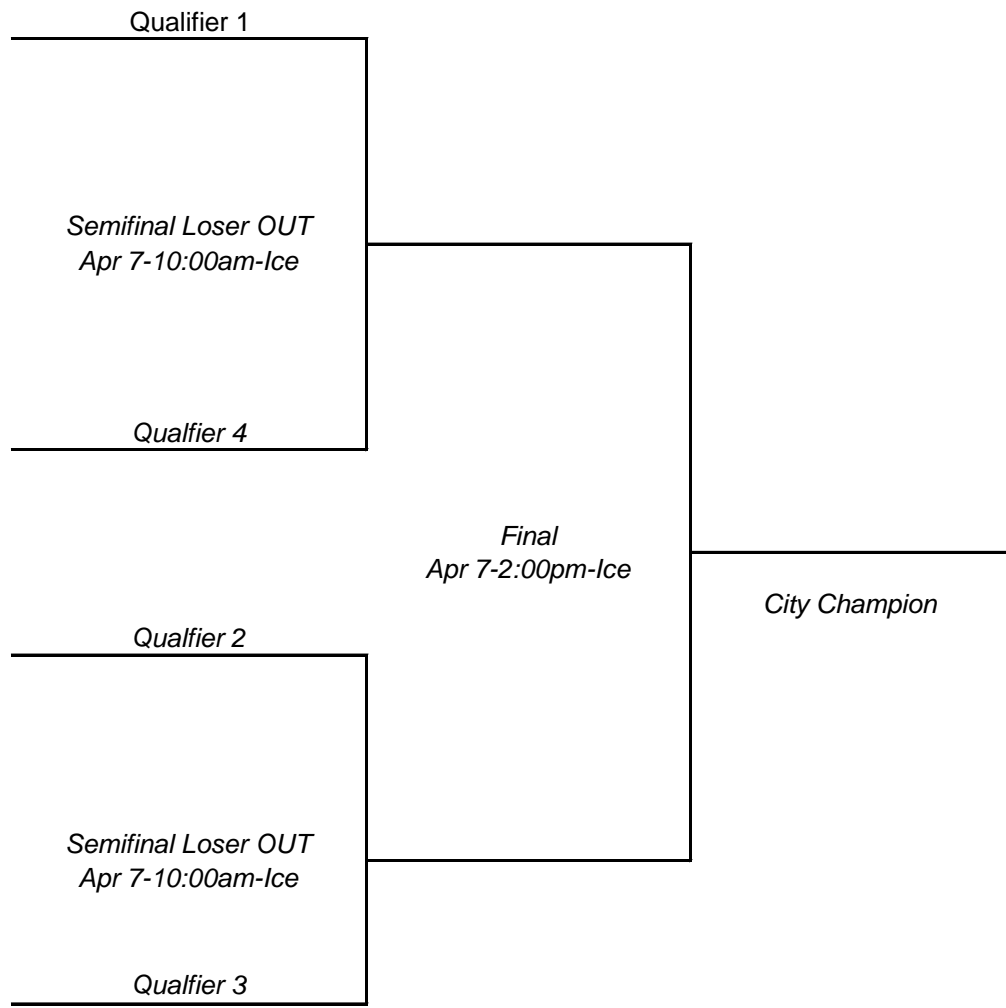 Qualifier 1
Semifinal Loser OUT
Apr 7-10:00am-Ice
Qualfier 4
Final
Apr 7-2:00pm-Ice
City Champion
Qualfier 2
Semifinal Loser OUT
Apr 7-10:00am-Ice
Qualfier 3